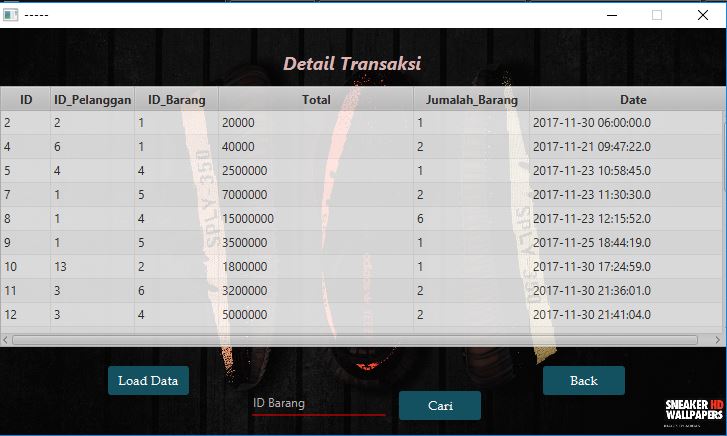 -----
Detail Transaksi
ID ID_Pelanggan ID_Barang Total Jumalah_Barang Date
2 2 1 20000 1 2017-11-30 06:00:00.0
4 6 1 40000 2 2017-11-21 09:47:22.0
5 4 4 2500000 1 2017-11-23 10:58:45.0
7 1 5 7000000 2 2017-11-23 11:30:30.0
8 1 4 15000000 6 2017-11-23 12:15:52.0
9 1 5 3500000 1 2017-11-25 18:44:19.0
10 13 2 1800000 1 2017-11-30 17:24:59.0
11 3 6 3200000 2 2017-11-30 21:36:01.0
12 3 4 5000000 2 2017-11-30 21:41:04.0
SPLY-350
Load Data
Back
ID Barang
Cari
SNEAKER HD
WALLPAPERS